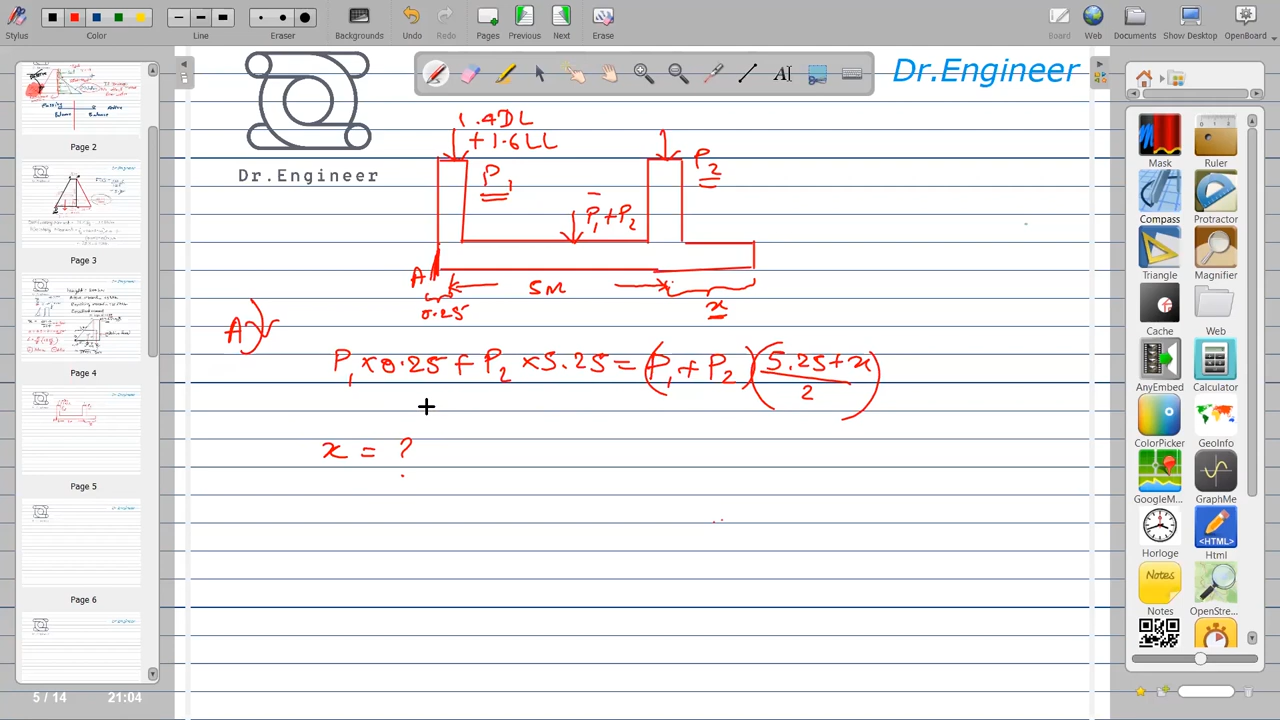 Stylus
Color
Line
Eraser
Backgrounds
Undo
Redo
Pages
Previous
Next
Erase
Board
Web
Documents
Show Desktop
OpenBoard
Dr.Engineer
Dr.Engineer
1.4DL
+1.6LL
P1
P2
P1+P2
A
0.25
5M
x
A)
P1 x0.25 + P2 x5.25 = (P1 + P2) (5.25+x / 2)
x = ?
Page 2
Page 3
Page 4
Page 5
Page 6
5 / 14
21:04
Mask
Ruler
Compass
Protractor
Triangle
Magnifier
Cache
Web
AnyEmbed
Calculator
ColorPicker
GeoInfo
GoogleM...
GraphMe
Horloge
<HTML>
Html
Notes
Notes
OpenStre...